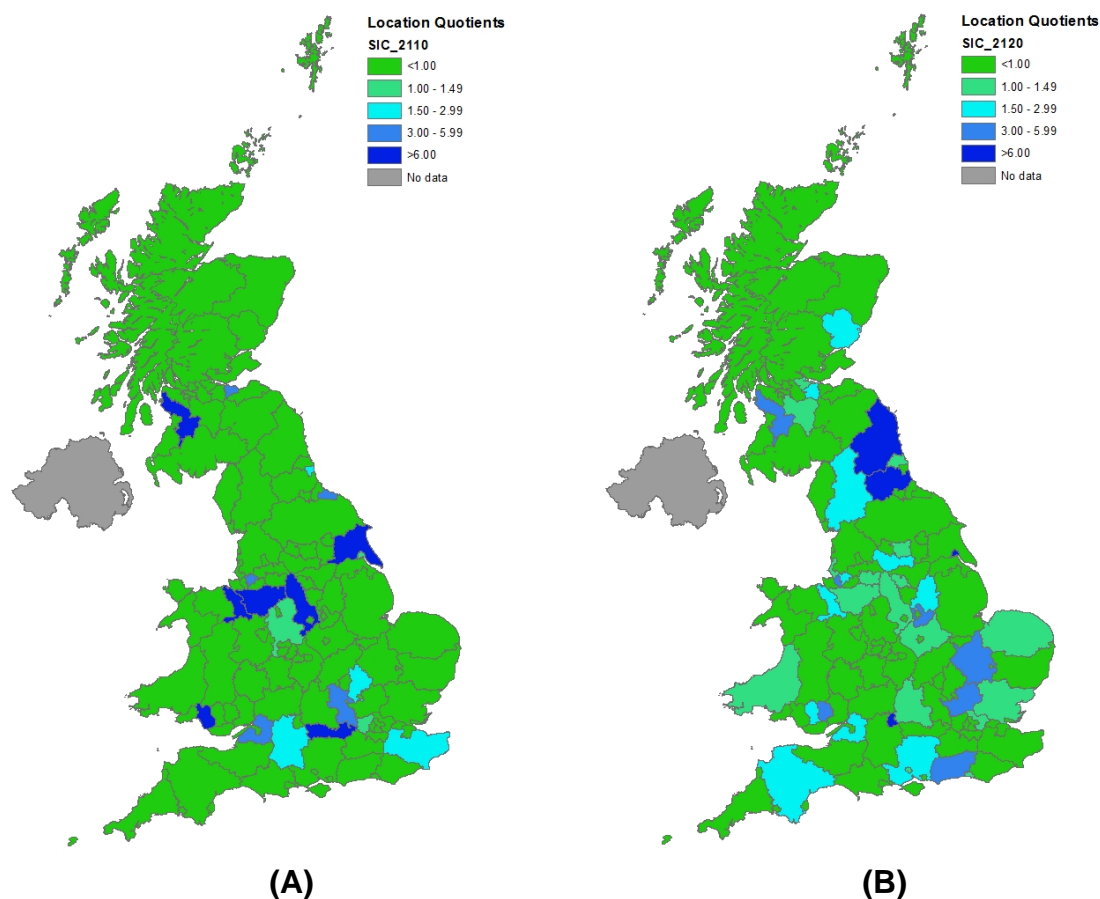 Location Quotients
SIC_2110
<1.00
1.00 - 1.49
1.50 - 2.99
3.00 - 5.99
>6.00
No data
Location Quotients
SIC_2120
<1.00
1.00 - 1.49
1.50 - 2.99
3.00 - 5.99
>6.00
No data
(A)
(B)